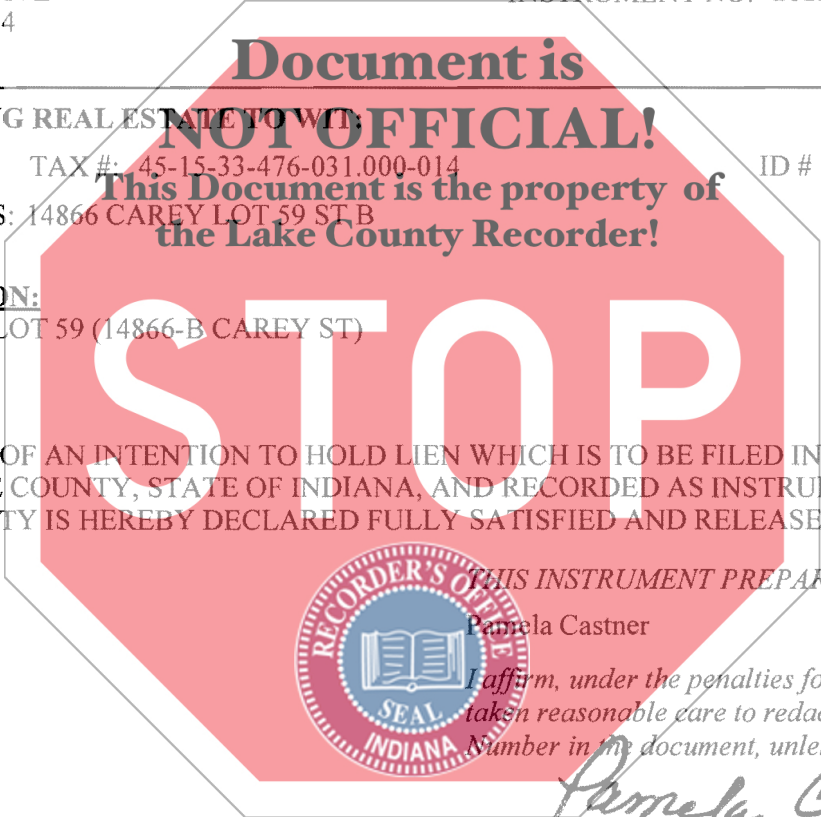 4
Document is
NOT OFFICIAL!
G REAL ESTATE TO WIT:
TAX #: 45-15-33-476-031.000-014 ID #
This Document is the property of
S: 14866 CAREY LOT 59 ST B
the Lake County Recorder!
ON:
LOT 59 (14866-B CAREY ST)
STOP
OF AN INTENTION TO HOLD LIEN WHICH IS TO BE FILED IN
E COUNTY, STATE OF INDIANA, AND RECORDED AS INSTRU
TY IS HEREBY DECLARED FULLY SATISFIED AND RELEASE
RECORDER'S OFFICE
SEAL
INDIANA
THIS INSTRUMENT PREPAR
Pamela Castner
I affirm, under the penalties fo
taken reasonable care to redac
Number in the document, unle
Pamela C